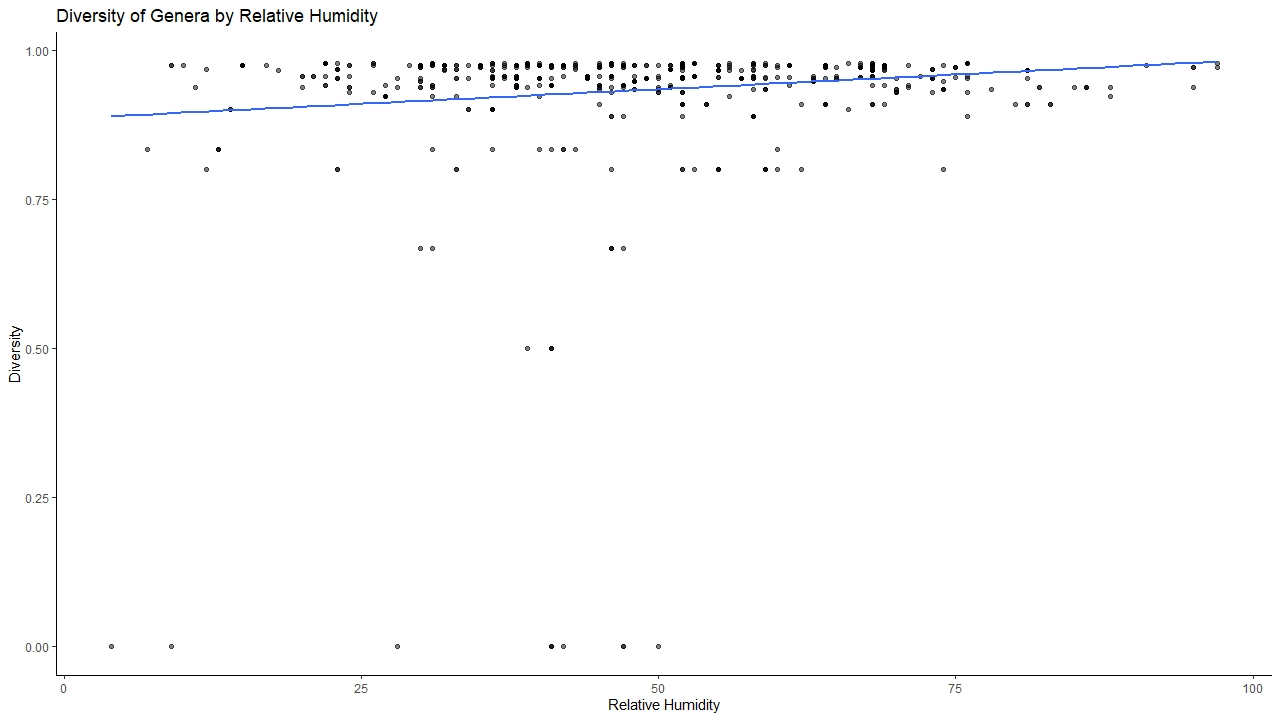 Diversity of Genera by Relative Humidity
1.00
0.75
0.50
0.25
0.00
Diversity
0 25 50 75 100
Relative Humidity